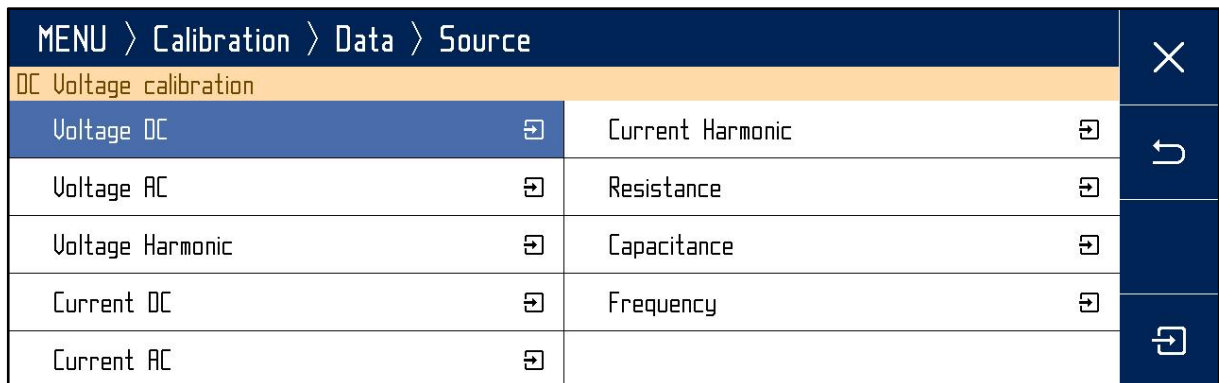 MENU > Calibration > Data > Source
DC Voltage calibration
Voltage DC
Voltage AC
Voltage Harmonic
Current DC
Current AC
Current Harmonic
Resistance
Capacitance
Frequency